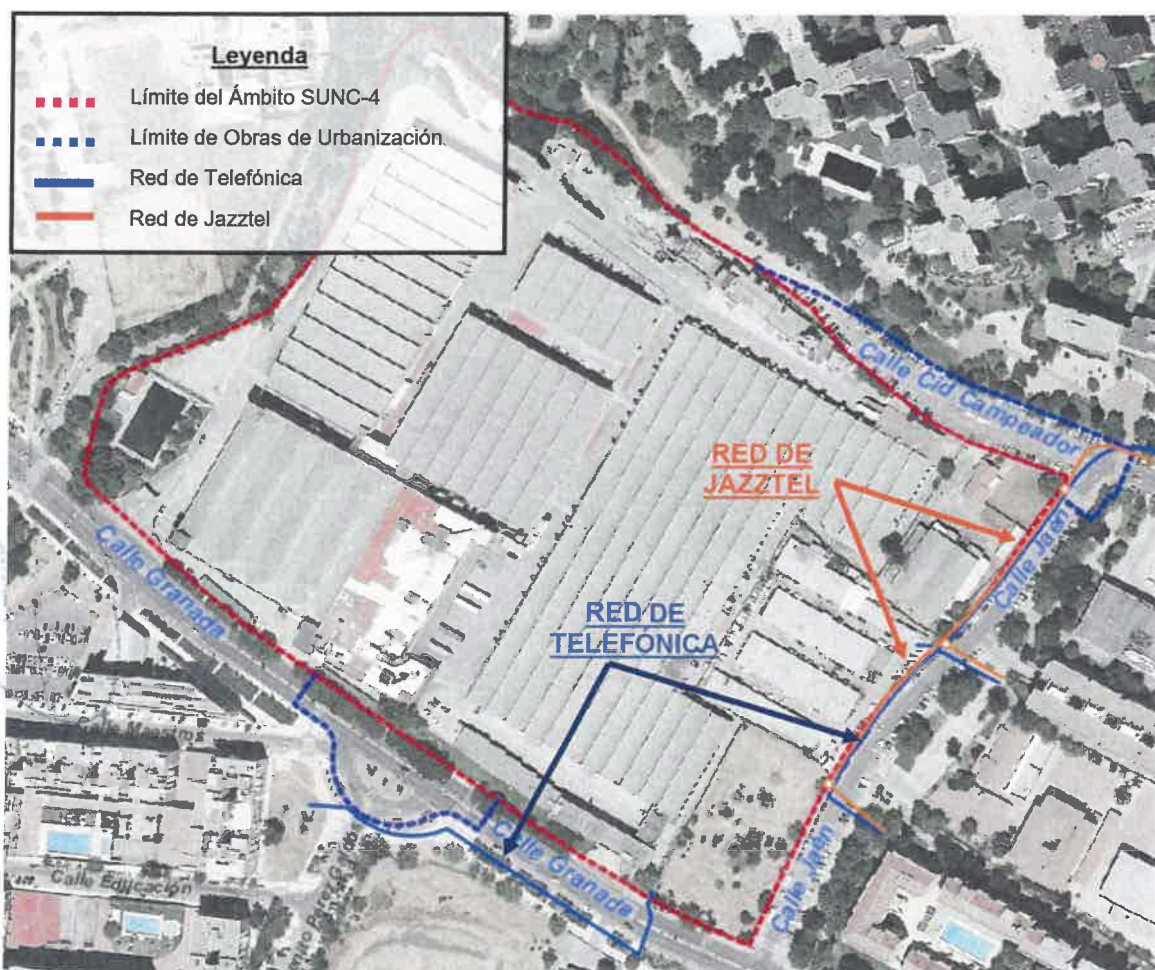 Leyenda
Límite del Ámbito SUNC-4
Límite de Obras de Urbanización
Red de Telefónica
Red de Jazztel
Calle Cid Campeador
RED DE
JAZZTEL
Calle Jaén
Calle Granada
RED DE
TELÉFÓNICA
Calle Granada
Calle Jaén
Calle Educación